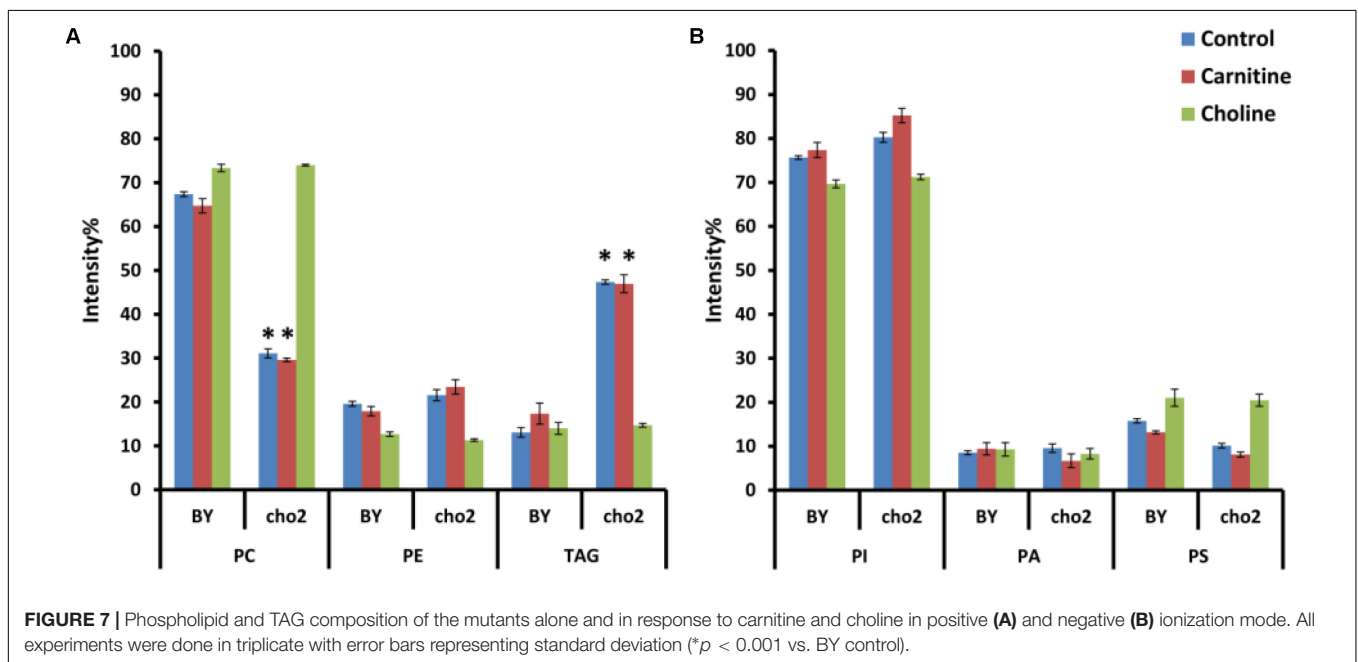 A
100
90
80
70
60
50
40
30
20
10
0
Intensity%
* *
* *
BY cho2 BY cho2 BY cho2
PC PE TAG
B
100
90
80
70
60
50
40
30
20
10
0
Intensity%
Control
Carnitine
Choline
BY cho2 BY cho2 BY cho2
PI PA PS
FIGURE 7 | Phospholipid and TAG composition of the mutants alone and in response to carnitine and choline in positive (A) and negative (B) ionization mode. All
experiments were done in triplicate with error bars representing standard deviation (*p < 0.001 vs. BY control).